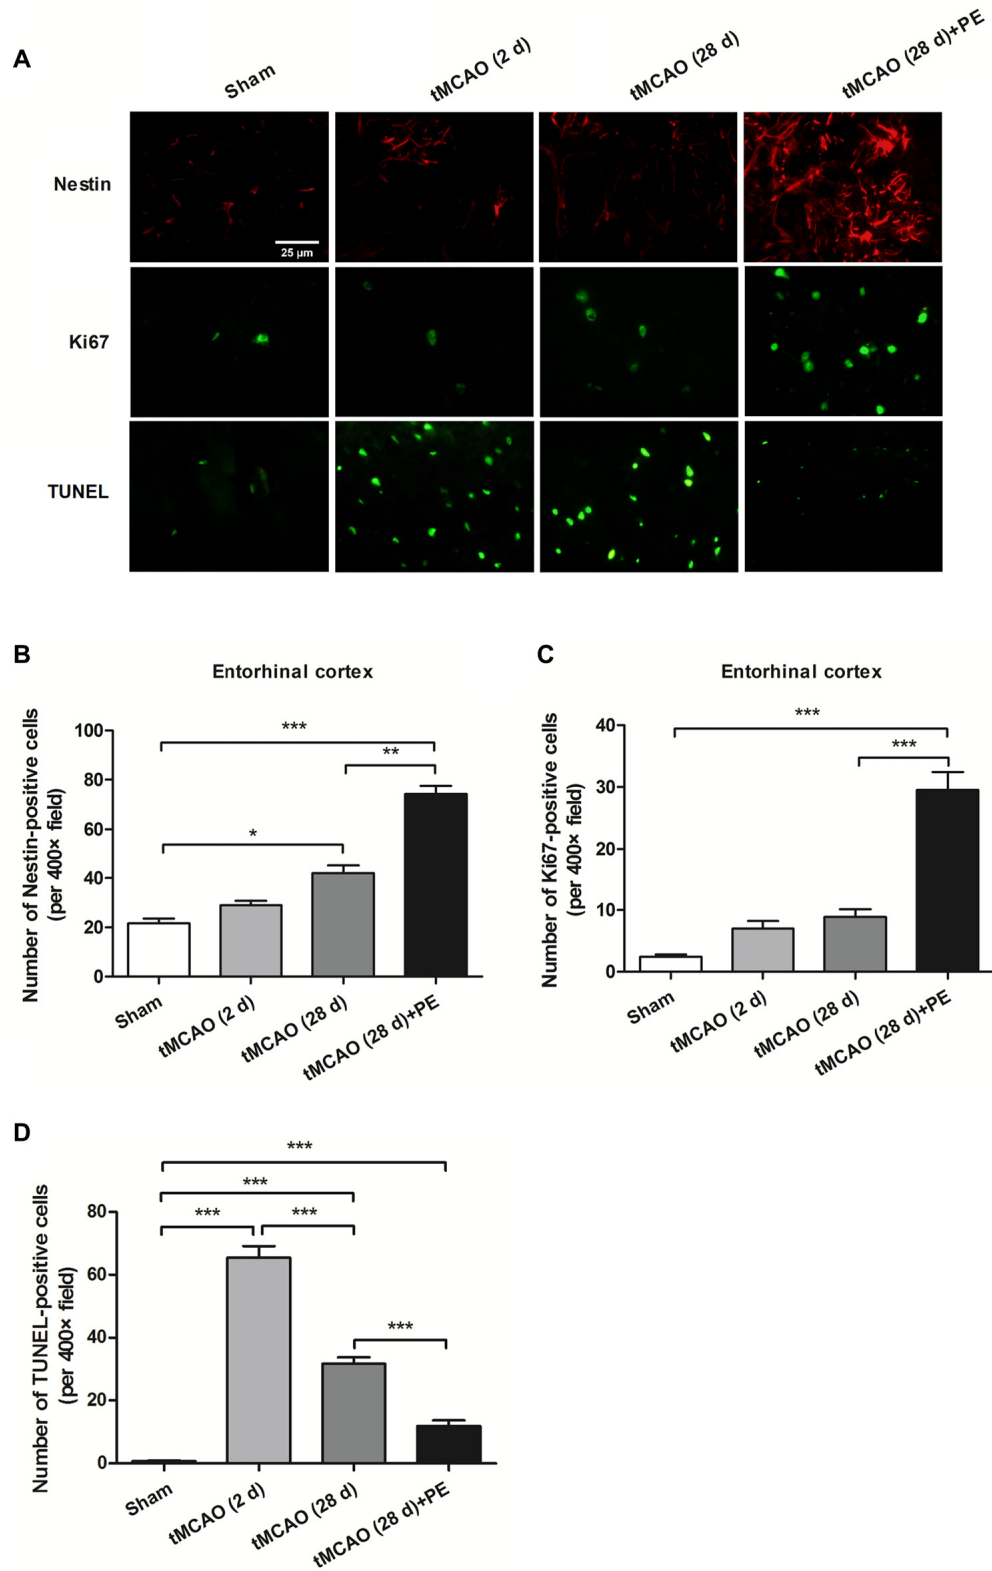 A
Sham
tMCAO (2 d)
tMCAO (28 d)
tMCAO (28 d)+PE
Nestin
25 µm
Ki67
TUNEL
B
Entorhinal cortex
Number of Nestin-positive cells
(per 400× field)
100
80
60
40
20
0
***
**
*
Sham
tMCAO (2 d)
tMCAO (28 d)
tMCAO (28 d)+PE
C
Entorhinal cortex
Number of Ki67-positive cells
(per 400× field)
40
30
20
10
0
***
***
Sham
tMCAO (2 d)
tMCAO (28 d)
tMCAO (28 d)+PE
D
Number of TUNEL-positive cells
(per 400× field)
80
60
40
20
0
***
***
***
***
***
Sham
tMCAO (2 d)
tMCAO (28 d)
tMCAO (28 d)+PE